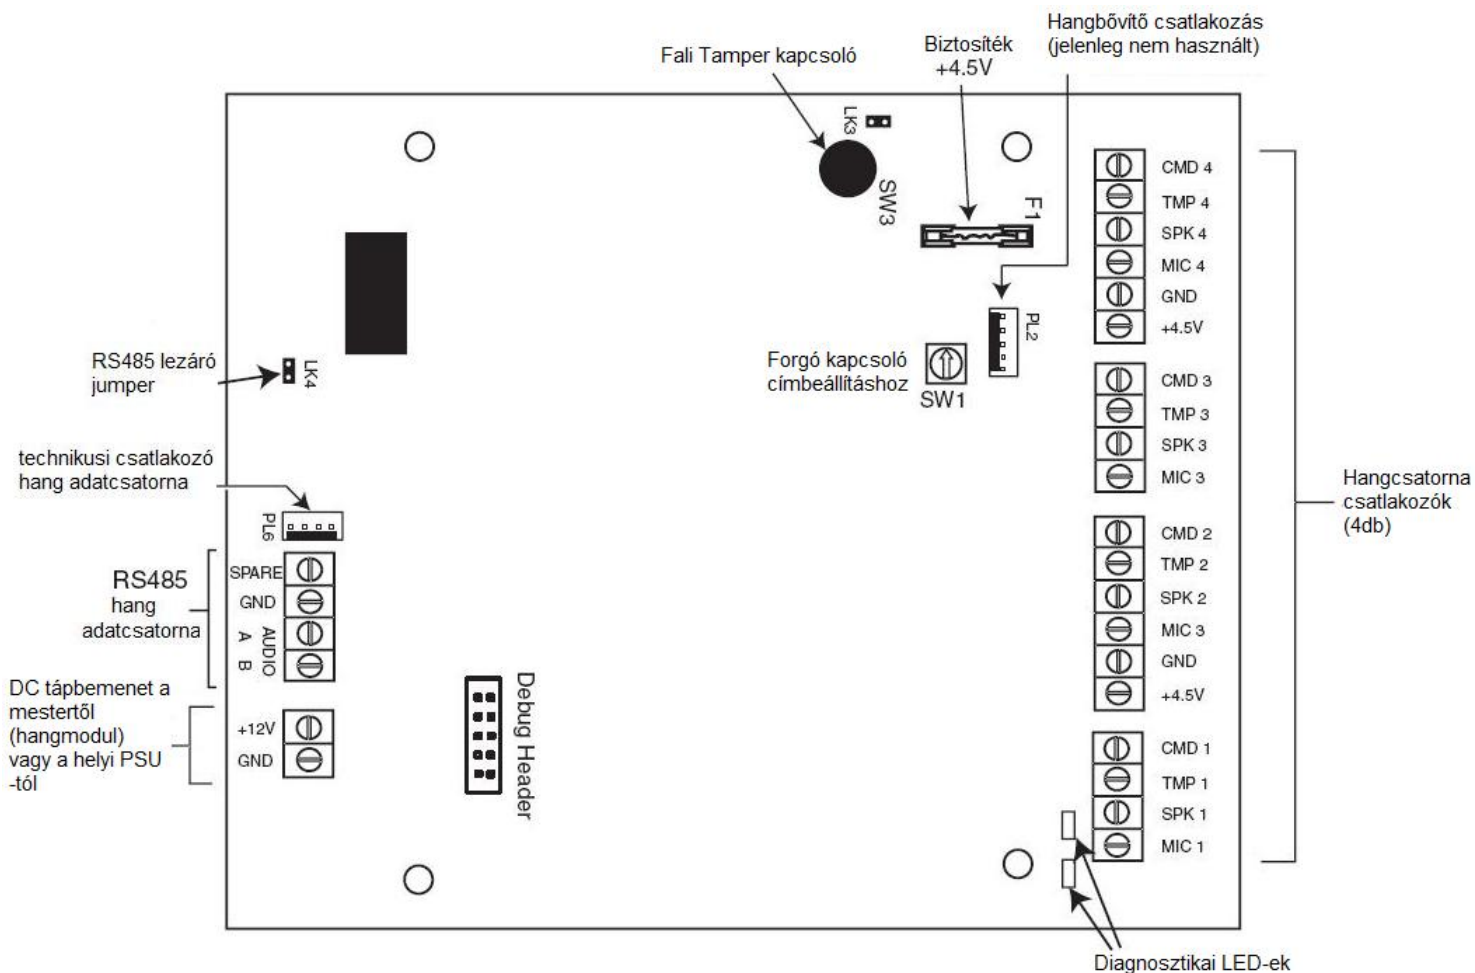 Hangbővítő csatlakozás
(jelenleg nem használt)
Biztosíték
+4.5V
Fali Tamper kapcsoló
LK3
SW3
F1
CMD 4
TMP 4
SPK 4
MIC 4
GND
+4.5V
PL2
Forgó kapcsoló
címbeállításhoz
SW1
RS485 lezáró
jumper
LK4
CMD 3
TMP 3
SPK 3
MIC 3
technikusi csatlakozó
hang adatcsatorna
PL6
Hangcsatorna
csatlakozók
(4db)
CMD 2
TMP 2
SPK 2
MIC 3
GND
+4.5V
RS485
hang
adatcsatorna
SPARE
GND
A
B
AUDIO
DC tápbemenet a
mestertől
(hangmodul)
vagy a helyi PSU
-tól
+12V
GND
Debug Header
CMD 1
TMP 1
SPK 1
MIC 1
Diagnosztikai LED-ek